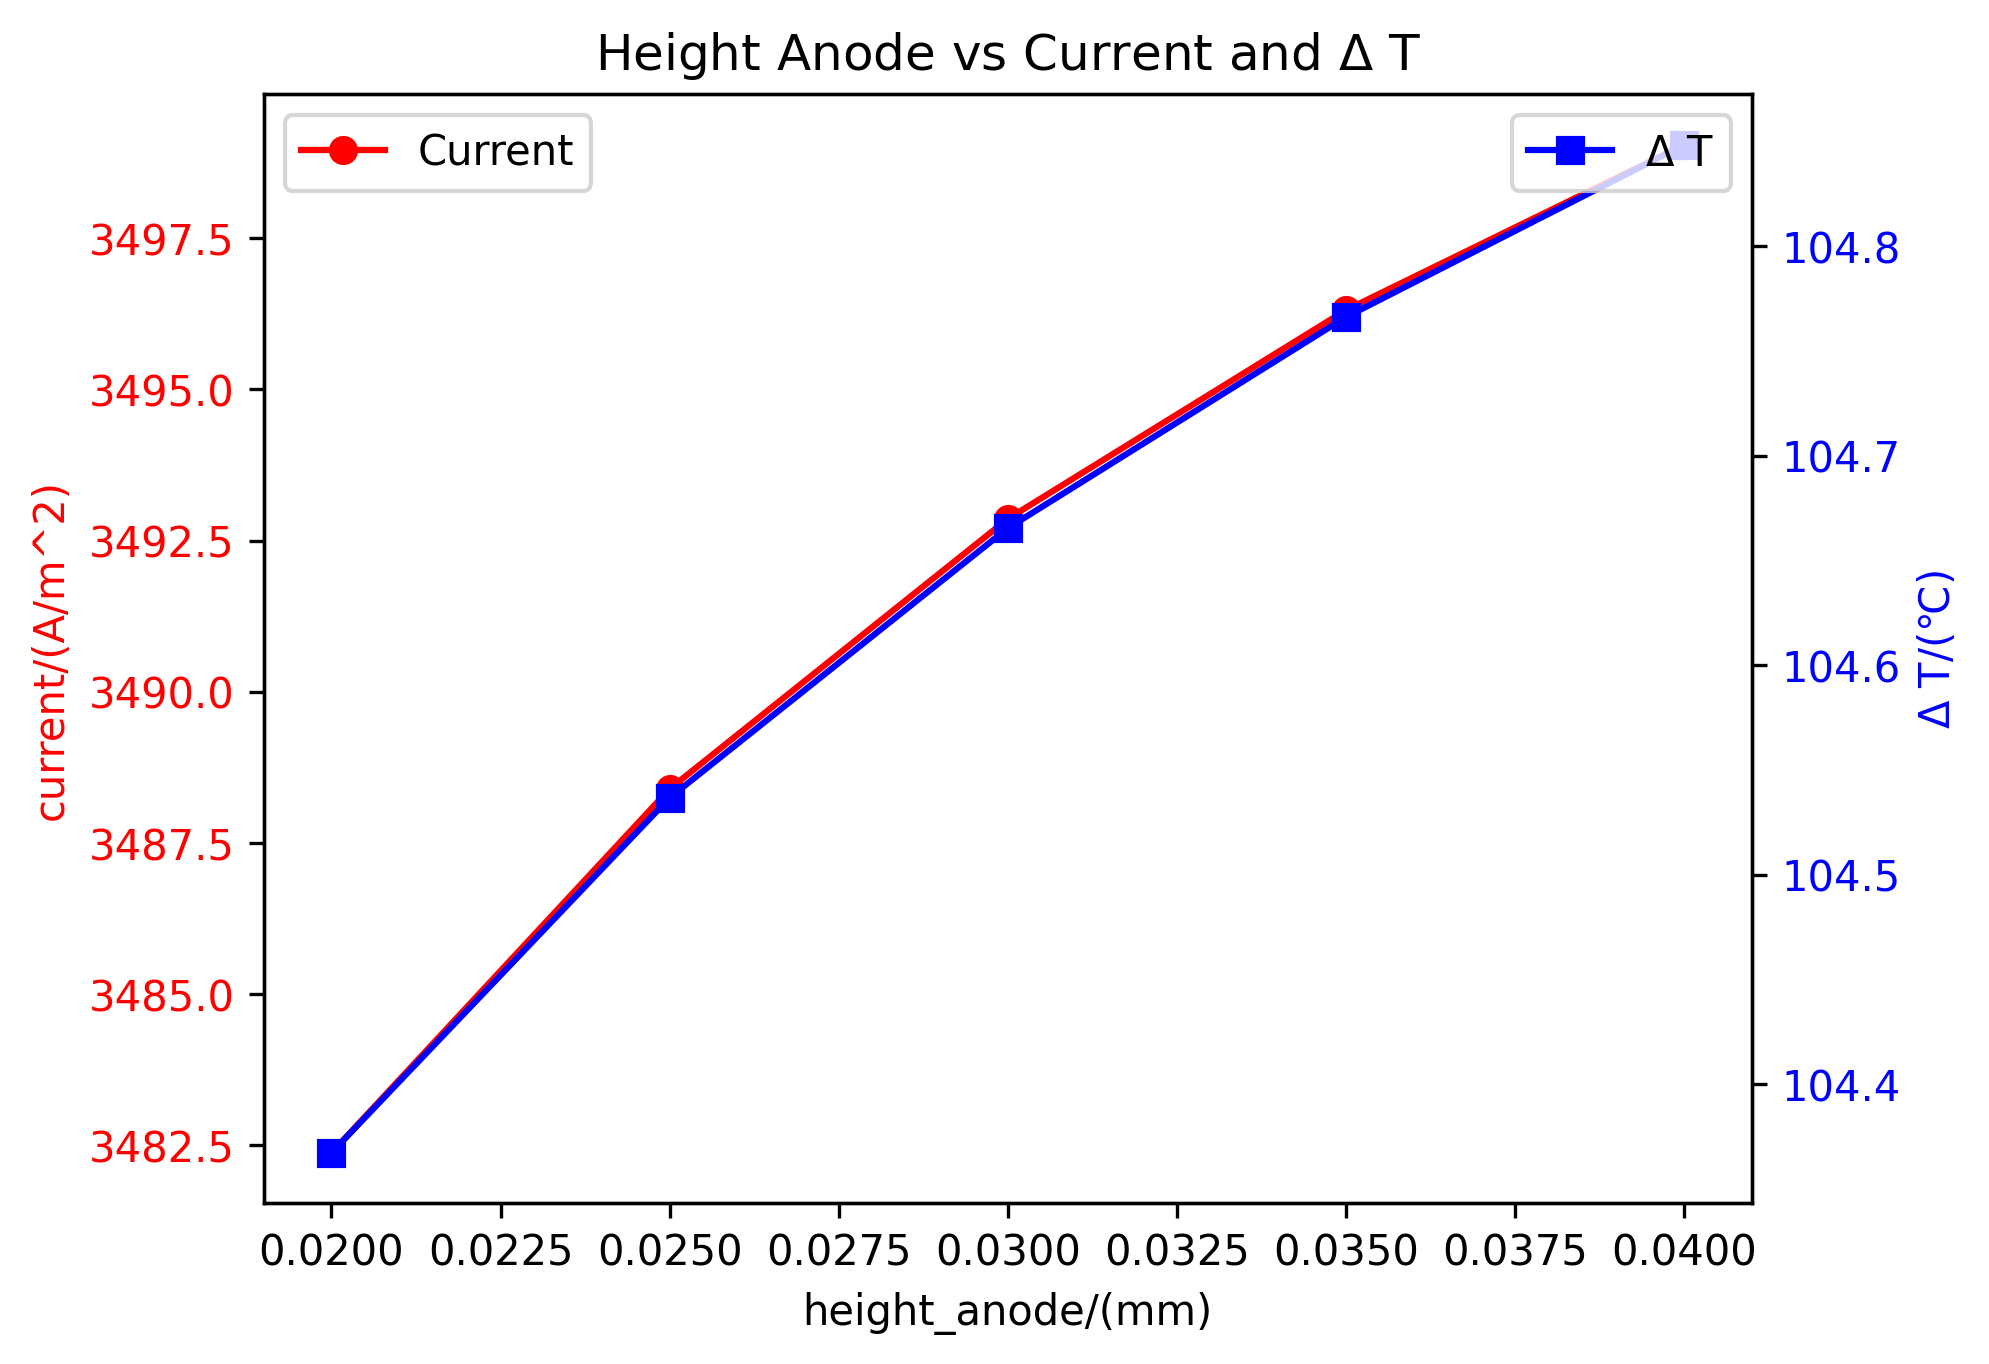 Height Anode vs Current and Δ T
Current
Δ T
3497.5
3495.0
3492.5
3490.0
3487.5
3485.0
3482.5
current/(A/m^2)
104.8
104.7
104.6
104.5
104.4
Δ T/(℃)
0.0200 0.0225 0.0250 0.0275 0.0300 0.0325 0.0350 0.0375 0.0400
height_anode/(mm)